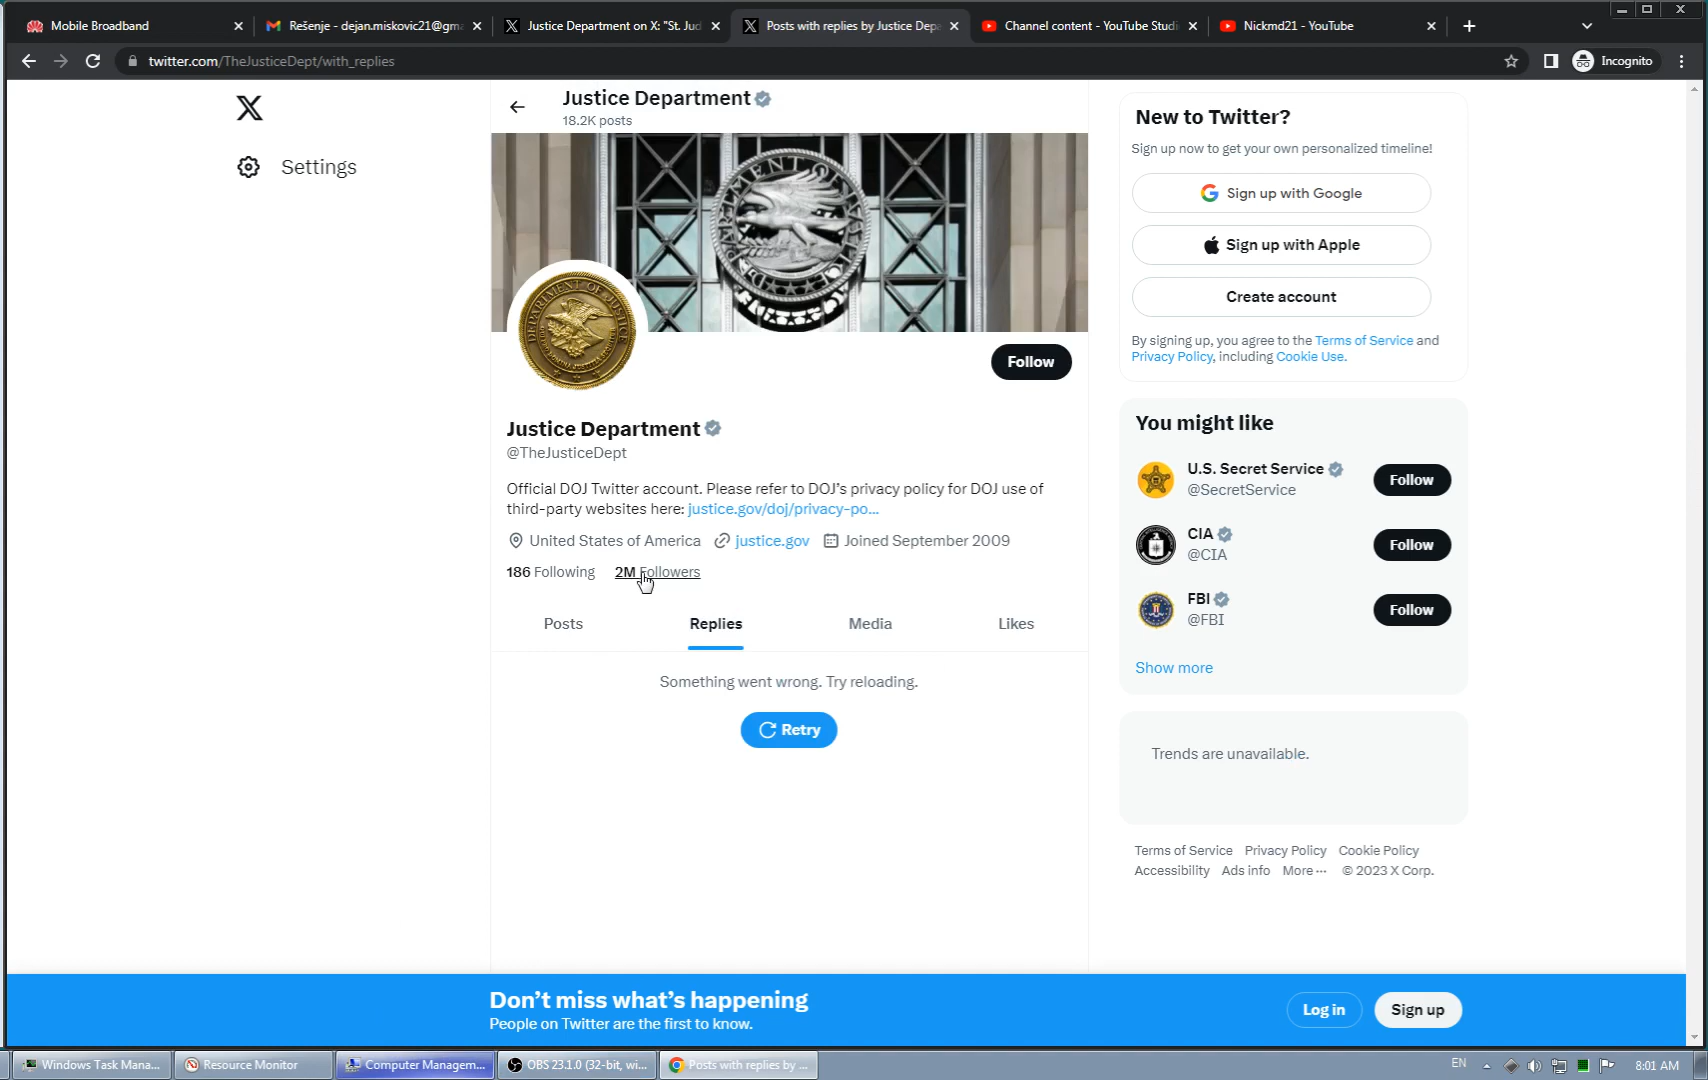 Mobile Broadband
Rešenje - dejan.miskovic21@gm
Justice Department on X: "St. Jud
Posts with replies by Justice Depa
Channel content - YouTube Studi
Nickmd21 - YouTube
twitter.com/TheJusticeDept/with_replies
Incognito
Settings
Justice Department
18.2K posts
DEPARTMENT OF JUSTICE
Follow
Justice Department
@TheJusticeDept
Official DOJ Twitter account. Please refer to DOJ’s privacy policy for DOJ use of
third-party websites here: justice.gov/doj/privacy-po…
United States of America justice.gov Joined September 2009
186 Following 2M Followers
Posts Replies Media Likes
Something went wrong. Try reloading.
Retry
New to Twitter?
Sign up now to get your own personalized timeline!
Sign up with Google
Sign up with Apple
Create account
By signing up, you agree to the Terms of Service and
Privacy Policy, including Cookie Use.
You might like
U.S. Secret Service
@SecretService
Follow
CIA
@CIA
Follow
FBI
@FBI
Follow
Show more
Trends are unavailable.
Terms of Service Privacy Policy Cookie Policy
Accessibility Ads info More ··· © 2023 X Corp.
Don’t miss what’s happening
People on Twitter are the first to know.
Log in
Sign up
Windows Task Mana...
Resource Monitor
Computer Managem...
OBS 23.1.0 (32-bit, wi...
Posts with replies by ...
EN
8:01 AM